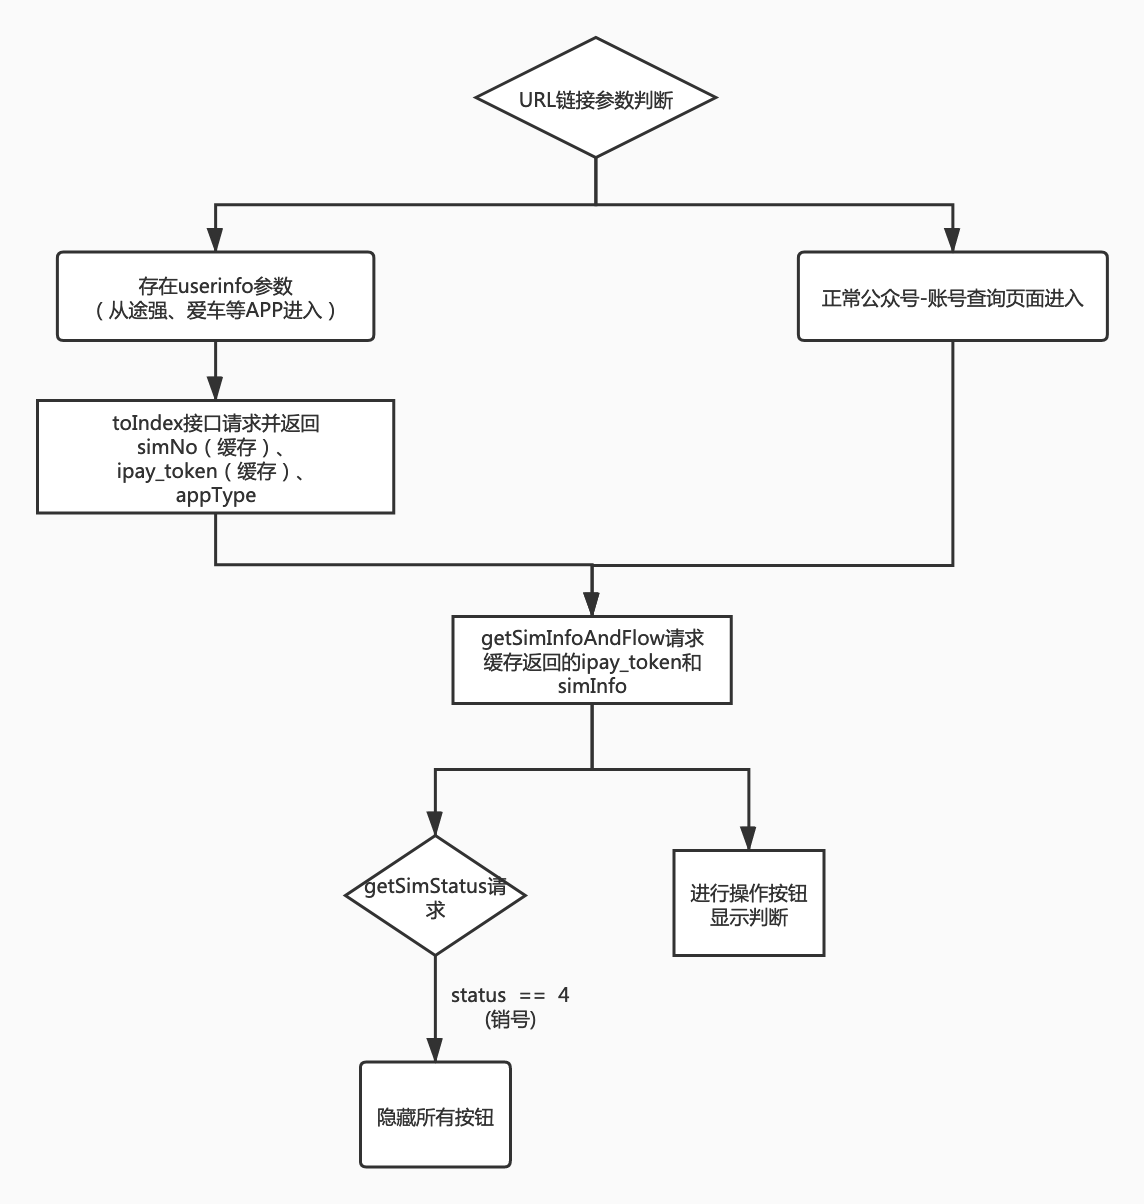 URL链接参数判断
存在userinfo参数
（从途强、爱车等APP进入）
正常公众号-账号查询页面进入
toIndex接口请求并返回
simNo（缓存）、
ipay_token（缓存）、
appType
getSimInfoAndFlow请求
缓存返回的ipay_token和
simInfo
getSimStatus请
求
进行操作按钮
显示判断
status == 4
(销号)
隐藏所有按钮